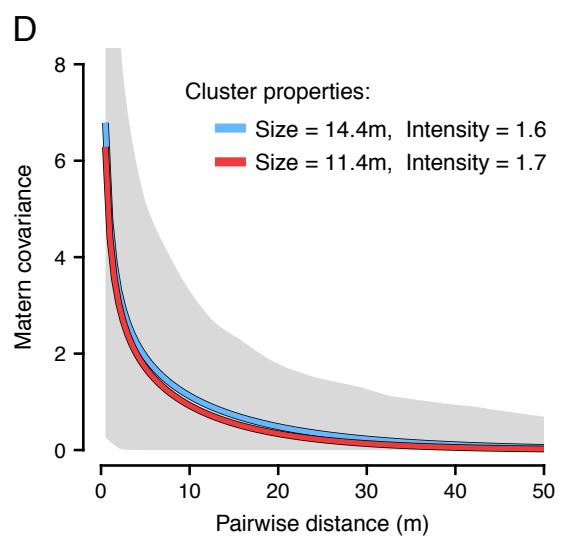 D
Cluster properties:
Size = 14.4m, Intensity = 1.6
Size = 11.4m, Intensity = 1.7
Matern covariance
8
6
4
2
0
0 10 20 30 40 50
Pairwise distance (m)